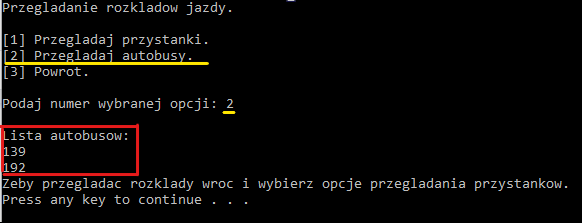 Przegladanie rozkladow jazdy.
[1] Przegladaj przystanki.
[2] Przegladaj autobusy.
[3] Powrot.
Podaj numer wybranej opcji: 2
Lista autobusow:
139
192
Zeby przegladac rozklady wroc i wybierz opcje przegladania przystankow.
Press any key to continue . . .